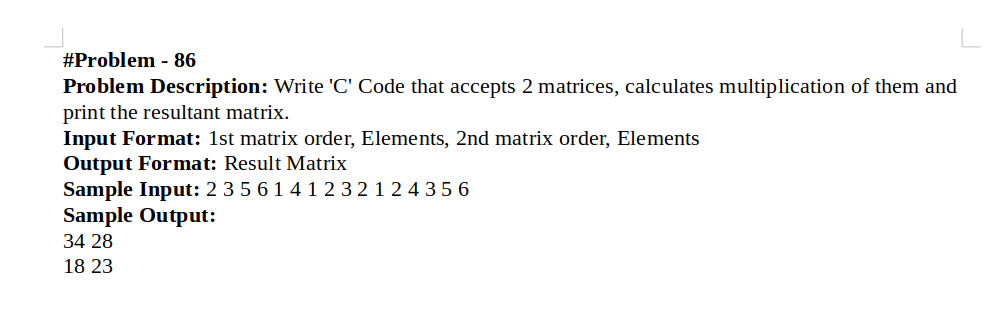 #Problem - 86
Problem Description: Write 'C' Code that accepts 2 matrices, calculates multiplication of them and
print the resultant matrix.
Input Format: 1st matrix order, Elements, 2nd matrix order, Elements
Output Format: Result Matrix
Sample Input: 2 3 5 6 1 4 1 2 3 2 1 2 4 3 5 6
Sample Output:
34 28
18 23